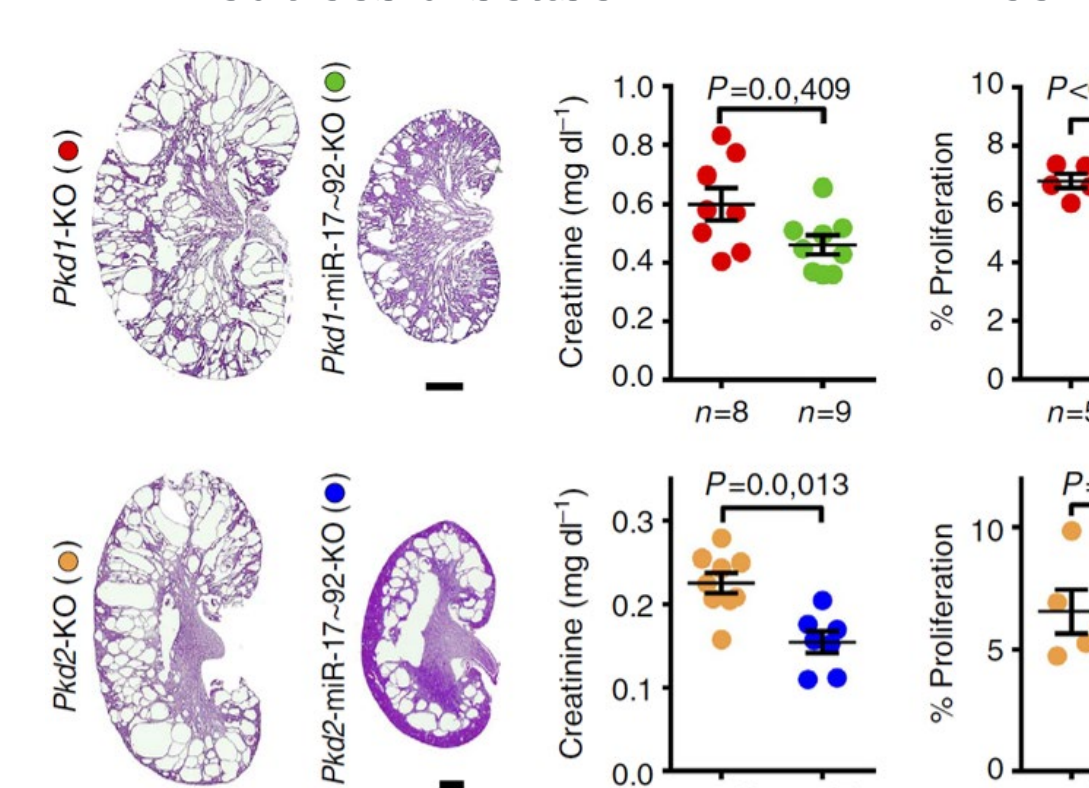 Pkd1-KO (●)
Pkd1-miR-17~92-KO (●)
Creatinine (mg dl⁻¹)
1.0
0.8
0.6
0.4
0.2
0.0
P=0.0,409
n=8
n=9
% Proliferation
10
8
6
4
2
0
P<
n=5
Pkd2-KO (●)
Pkd2-miR-17~92-KO (●)
Creatinine (mg dl⁻¹)
0.3
0.2
0.1
0.0
P=0.0,013
% Proliferation
10
5
0
P=